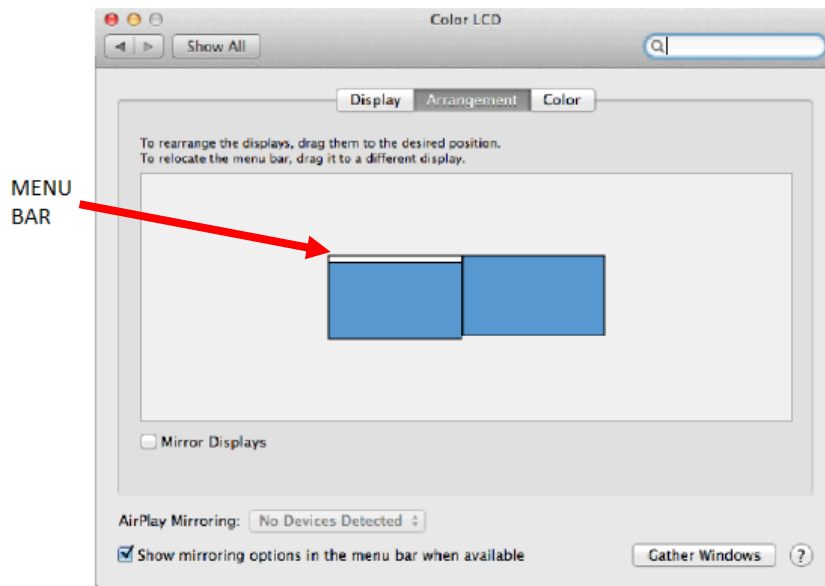 Color LCD
Show All
Display Arrangement Color
To rearrange the displays, drag them to the desired position.
To relocate the menu bar, drag it to a different display.
MENU
BAR
Mirror Displays
AirPlay Mirroring: No Devices Detected
Show mirroring options in the menu bar when available
Gather Windows ?